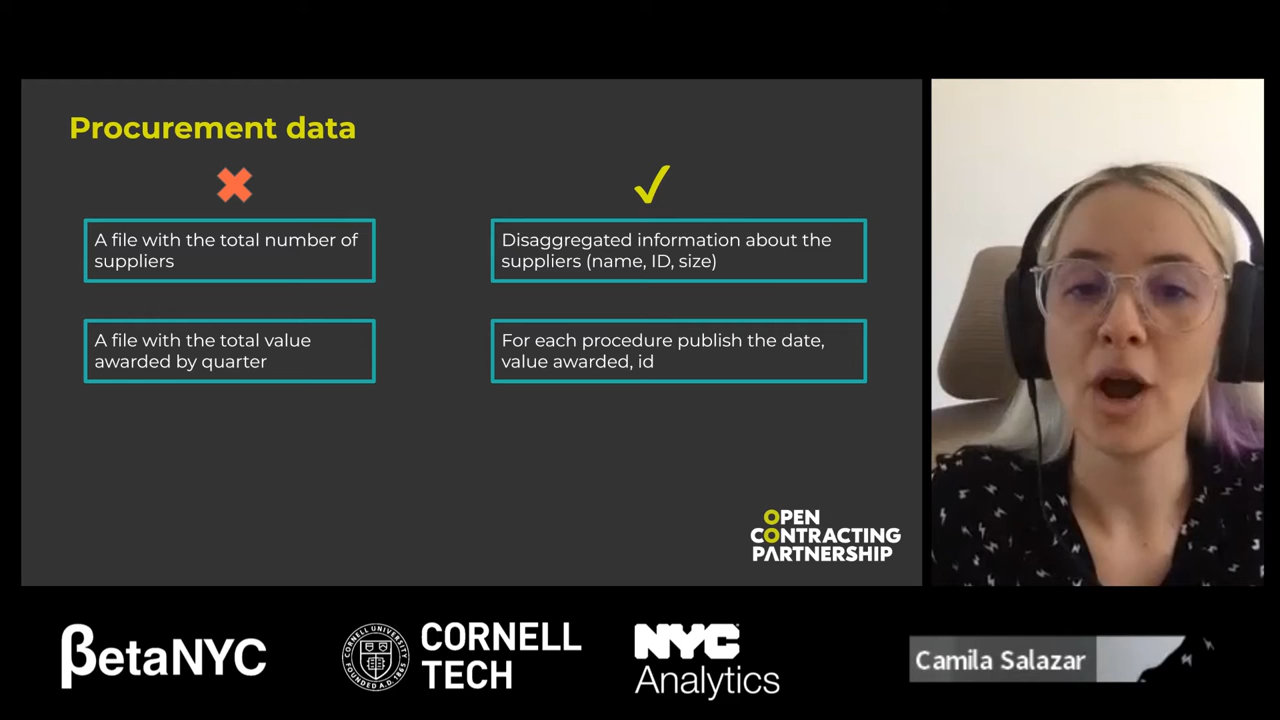 Procurement data
A file with the total number of
suppliers
Disaggregated information about the
suppliers (name, ID, size)
A file with the total value
awarded by quarter
For each procedure publish the date,
value awarded, id
OPEN
CONTRACTING
PARTNERSHIP
βetaNYC
CORNELL
TECH
NYC
Analytics
Camila Salazar